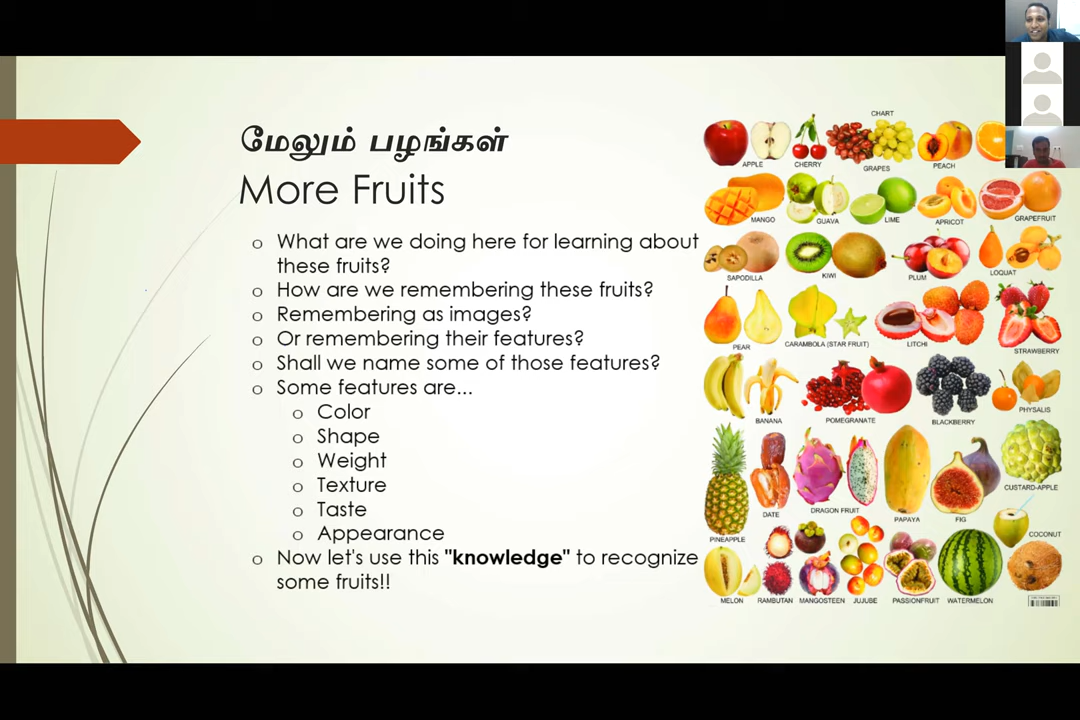 மேலும் பழங்கள்
More Fruits
o What are we doing here for learning about
these fruits?
o How are we remembering these fruits?
o Remembering as images?
o Or remembering their features?
o Shall we name some of those features?
o Some features are...
o Color
o Shape
o Weight
o Texture
o Taste
o Appearance
o Now let's use this "knowledge" to recognize
some fruits!!
CHART
APPLE CHERRY GRAPES PEACH
MANGO GUAVA LIME APRICOT GRAPEFRUIT
SAPODILLA KIWI PLUM LOQUAT
PEAR CARAMBOLA (STAR FRUIT) LITCHI STRAWBERRY
BANANA POMEGRANATE BLACKBERRY PHYSALIS
PINEAPPLE DATE DRAGON FRUIT PAPAYA FIG CUSTARD-APPLE
COCONUT
MELON RAMBUTAN MANGOSTEEN JUJUBE PASSIONFRUIT WATERMELON